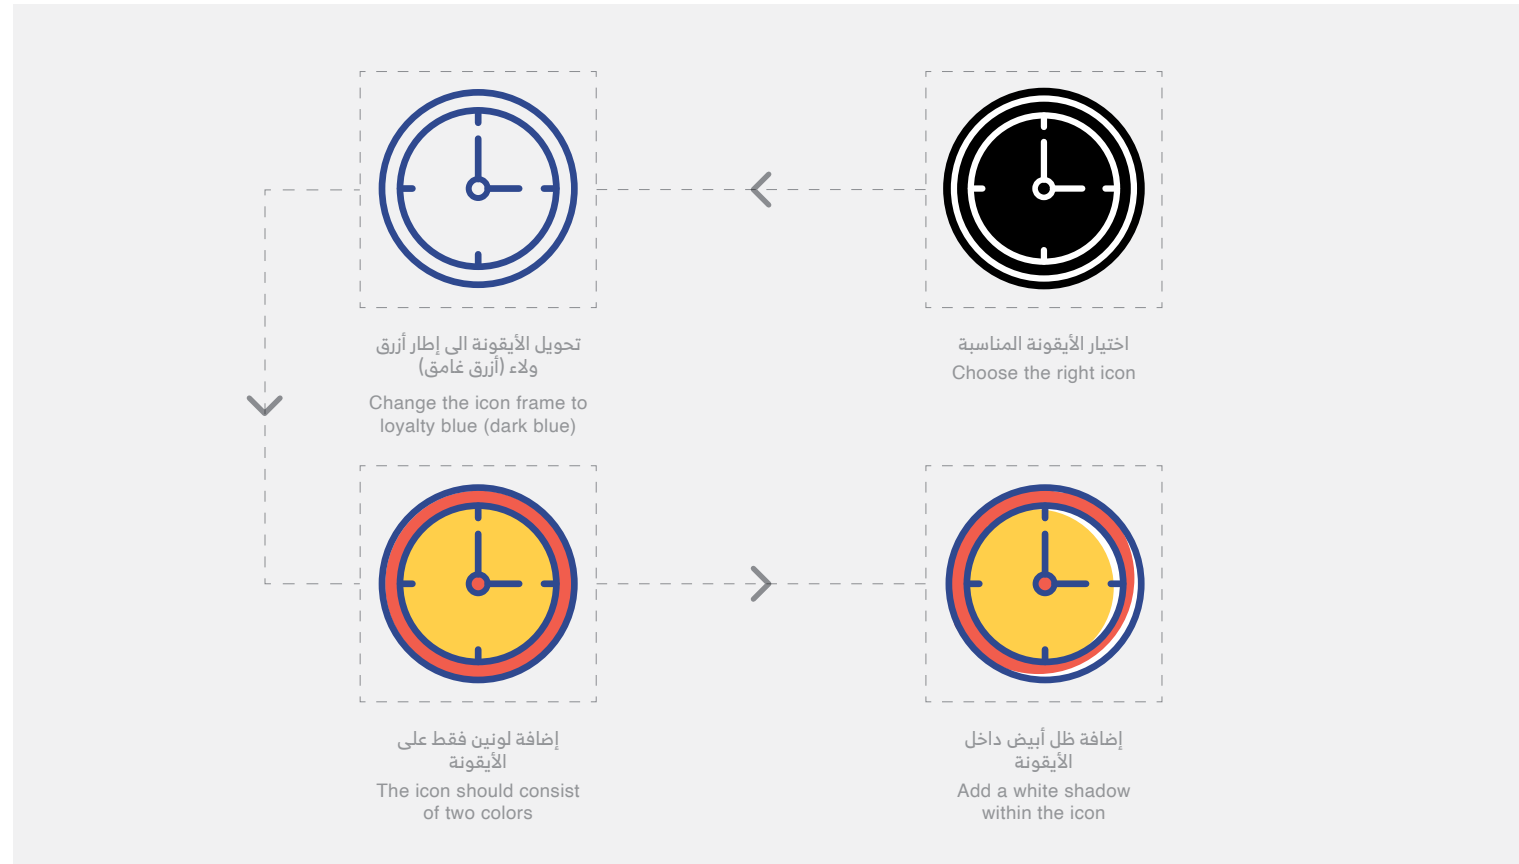 اختيار الأيقونة المناسبة
Choose the right icon
تحويل الأيقونة الى إطار أزرق
ولاء (أزرق غامق)
Change the icon frame to
loyalty blue (dark blue)
إضافة لونين فقط على
الأيقونة
The icon should consist
of two colors
إضافة ظل أبيض داخل
الأيقونة
Add a white shadow
within the icon